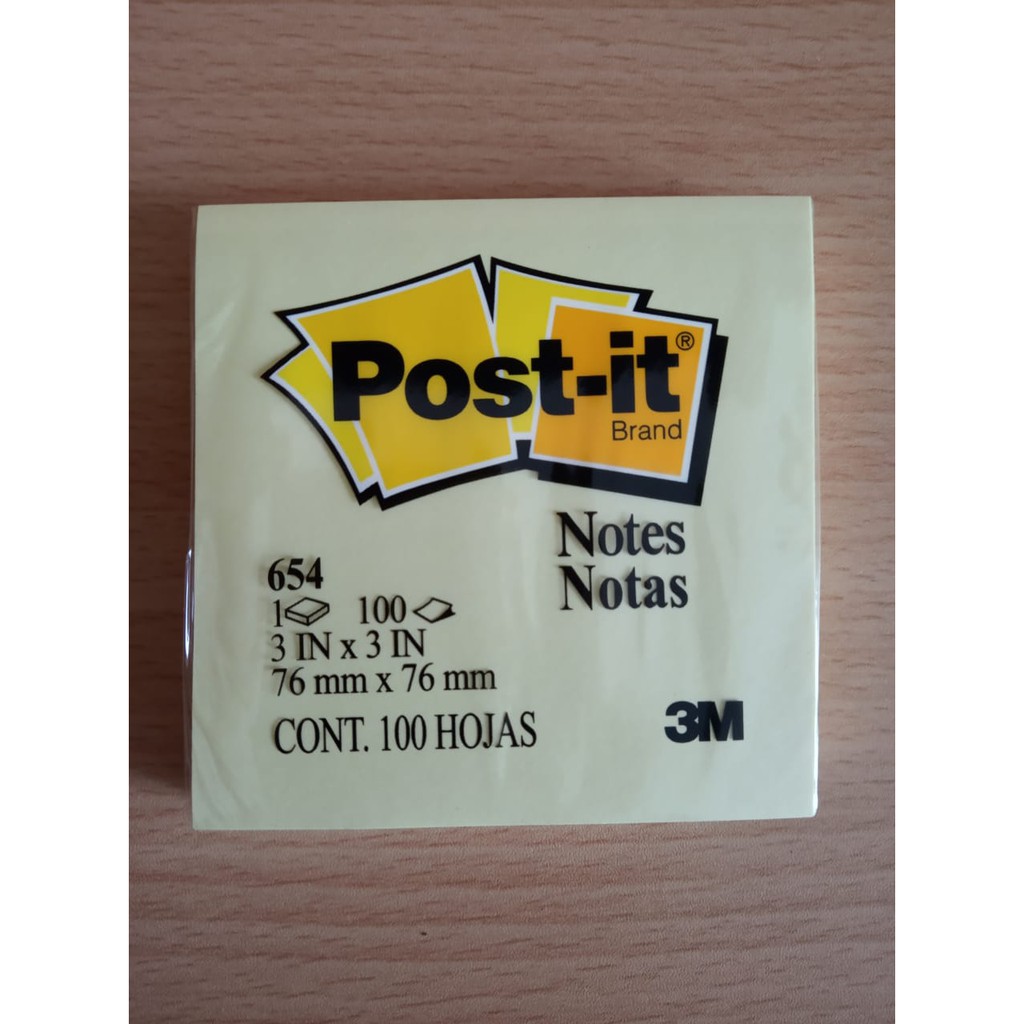 Post-it®
Brand
Notes
Notas
654
1 100
3 IN x 3 IN
76 mm x 76 mm
CONT. 100 HOJAS
3M